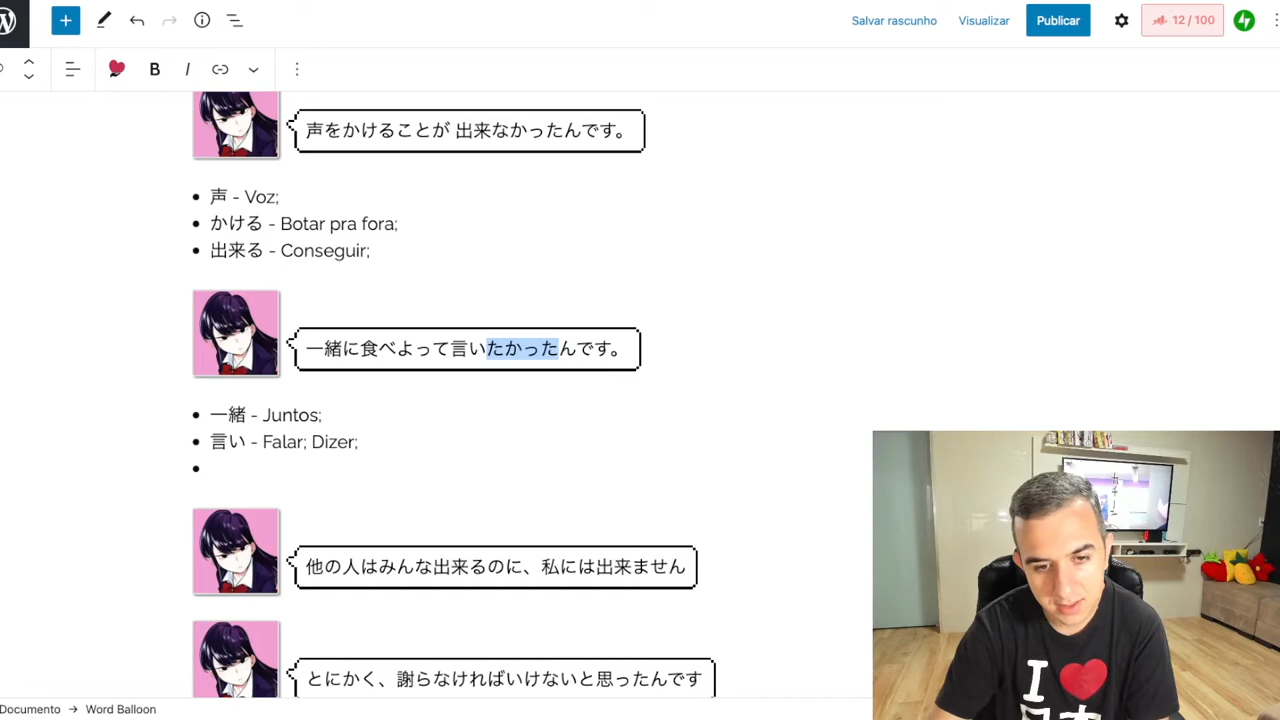 Salvar rascunho Visualizar Publicar 12 / 100
B I
声をかけることが 出来なかったんです。
声 - Voz;
かける - Botar pra fora;
出来る - Conseguir;
一緒に食べよって言いたかったんです。
一緒 - Juntos;
言い - Falar; Dizer;
他の人はみんな出来るのに、私には出来ません
とにかく、謝らなければいけないと思ったんです
I
Documento → Word Balloon